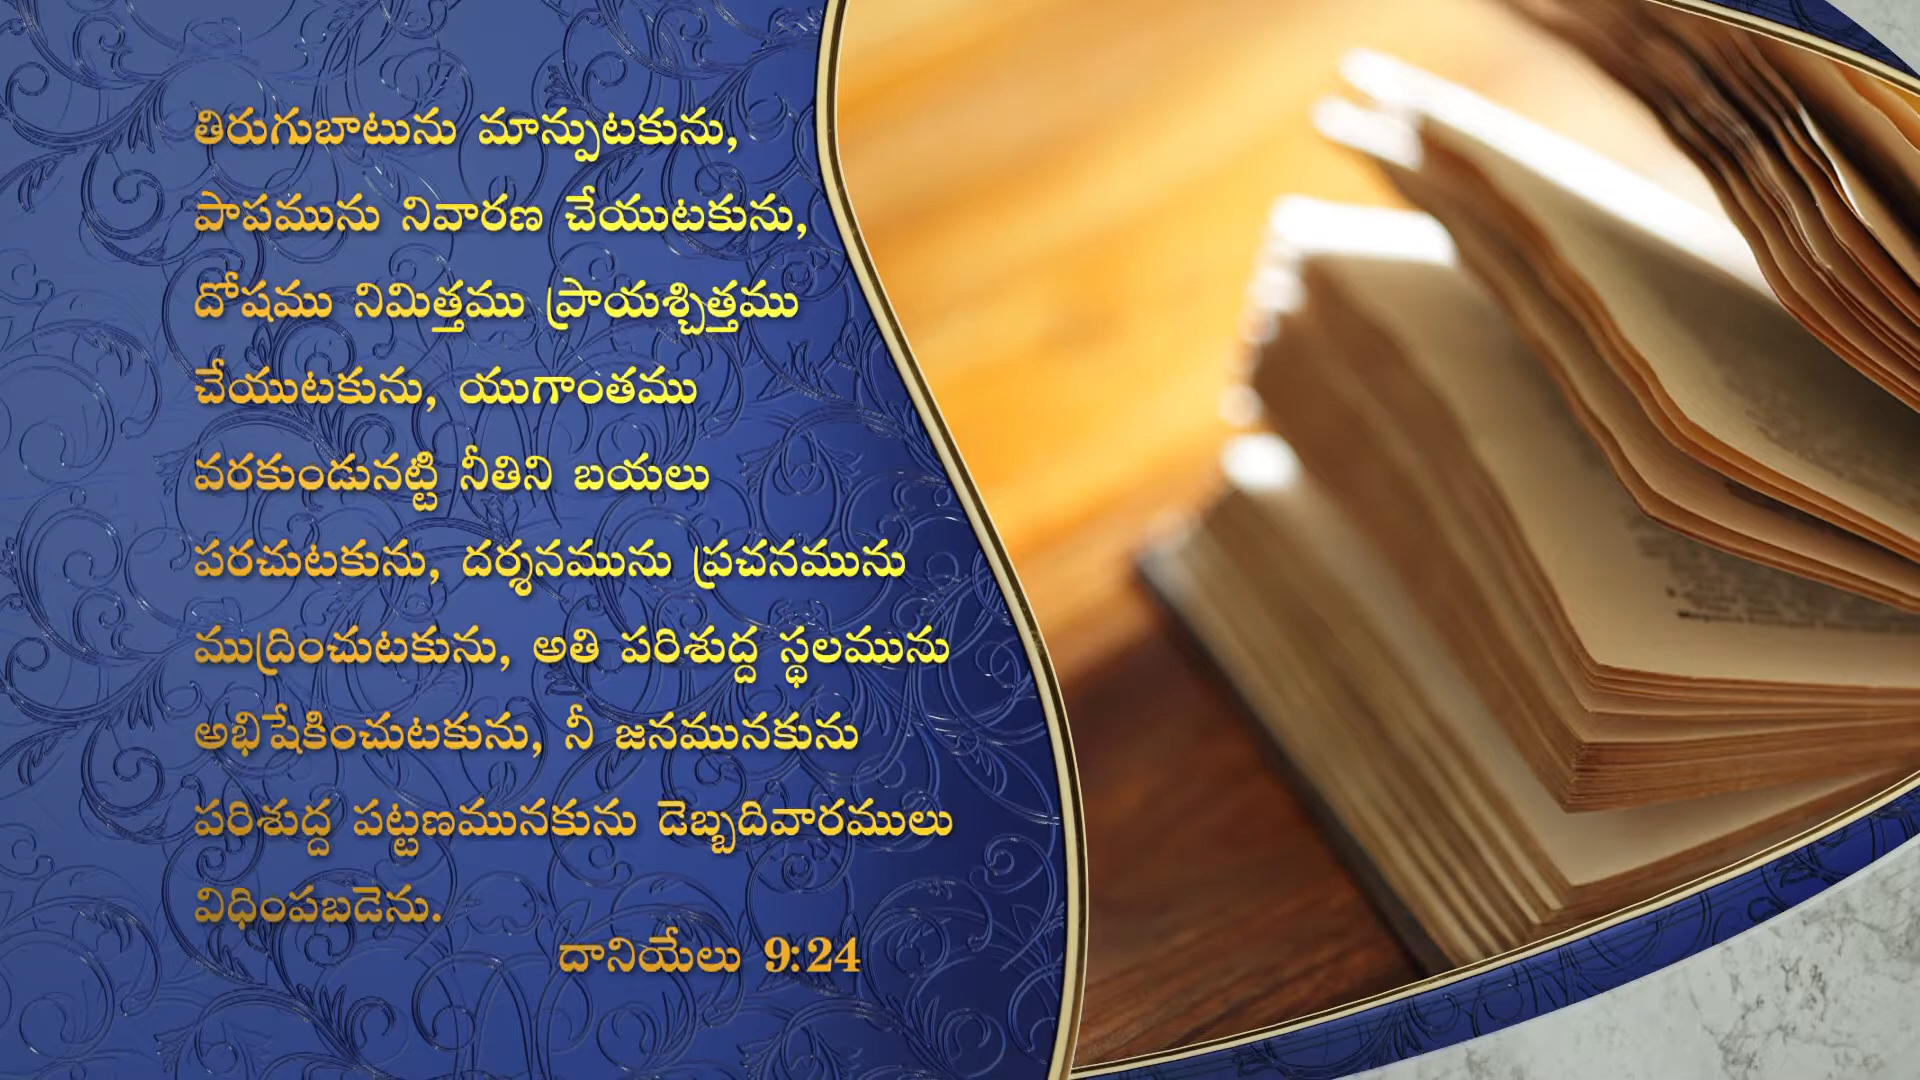 తిరుగుబాటును మాన్పుటకును,
పాపమును నివారణ చేయుటకును,
దోషము నిమిత్తము ప్రాయశ్చిత్తము
చేయుటకును, యుగాంతము
వరకుండునట్టి నీతిని బయలు
పరచుటకును, దర్శనమును ప్రచనమును
ముద్రించుటకును, అతి పరిశుద్ద స్థలమును
అభిషేకించుటకును, నీ జనమునకును
పరిశుద్ద పట్టణమునకును డెబ్బదివారములు
విధింపబడెను.
దానియేలు 9:24